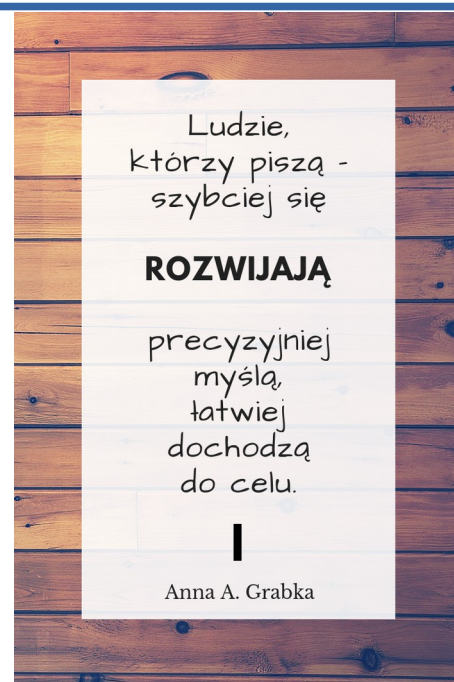 Ludzie,
którzy piszą -
szybciej się
ROZWIJAJĄ
precyzyjniej
myślą,
łatwiej
dochodzą
do celu.
Anna A. Grabka